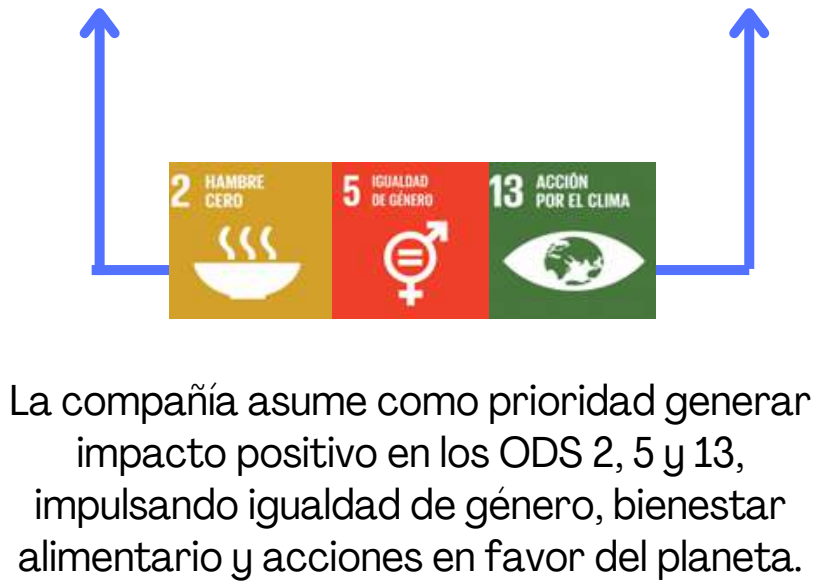 2 HAMBRE
CERO
5 IGUALDAD
DE GÉNERO
13 ACCIÓN
POR EL CLIMA
La compañía asume como prioridad generar
impacto positivo en los ODS 2, 5 y 13,
impulsando igualdad de género, bienestar
alimentario y acciones en favor del planeta.